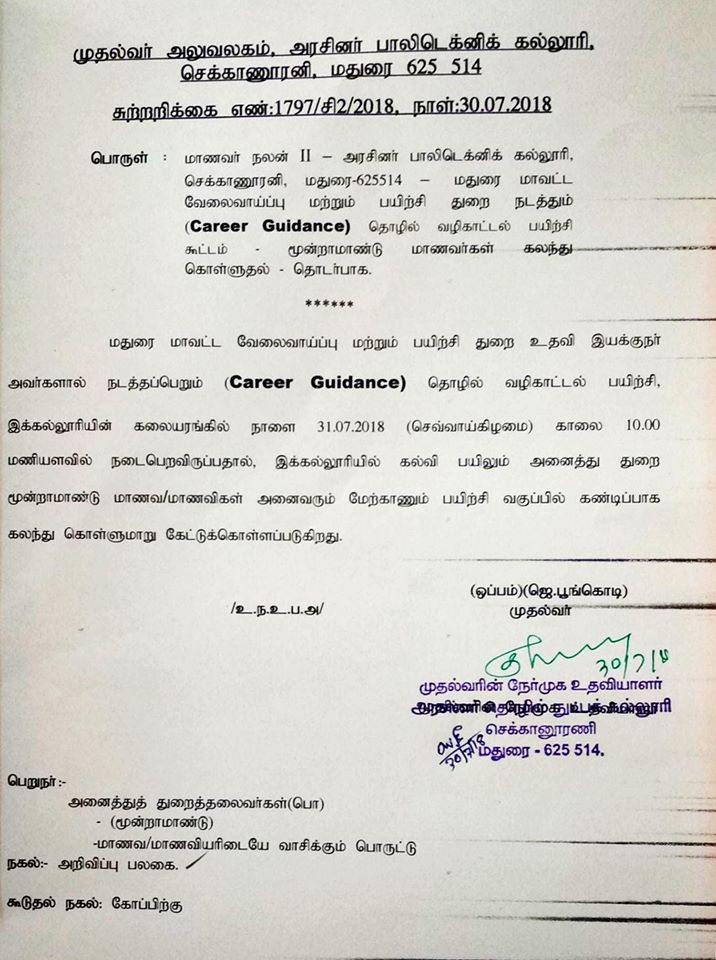 முதல்வர் அலுவலகம், அரசினர் பாலிடெக்னிக் கல்லூரி,
செக்காணூரனி, மதுரை 625 514
சுற்றறிக்கை எண்:1797/சி2/2018, நாள்:30.07.2018
பொருள் : மாணவர் நலன் II – அரசினர் பாலிடெக்னிக் கல்லூரி,
செக்காணூரனி, மதுரை-625514 – மதுரை மாவட்ட
வேலைவாய்ப்பு மற்றும் பயிற்சி துறை நடத்தும்
(Career Guidance) தொழில் வழிகாட்டல் பயிற்சி
கூட்டம் - மூன்றாமாண்டு மாணவர்கள் கலந்து
கொள்ளுதல் - தொடர்பாக.
******
மதுரை மாவட்ட வேலைவாய்ப்பு மற்றும் பயிற்சி துறை உதவி இயக்குநர்
அவர்களால் நடத்தப்பெறும் (Career Guidance) தொழில் வழிகாட்டல் பயிற்சி,
இக்கல்லூரியின் கலையரங்கில் நாளை 31.07.2018 (செவ்வாய்கிழமை) காலை 10.00
மணியளவில் நடைபெறவிருப்பதால், இக்கல்லூரியில் கல்வி பயிலும் அனைத்து துறை
மூன்றாமாண்டு மாணவ/மாணவிகள் அனைவரும் மேற்காணும் பயிற்சி வகுப்பில் கண்டிப்பாக
கலந்து கொள்ளுமாறு கேட்டுக்கொள்ளப்படுகிறது.
(ஒப்பம்)(ஜெ.பூங்கொடி)
/உ.ந.உ.ப.அ/ முதல்வர்
30/7/18
முதல்வரின் நேர்முக உதவியாளர்
கல்லூரி
செக்கானூரணி
மதுரை - 625 514.
30/7/18
பெறுநர்:-
அனைத்துத் துறைத்தலைவர்கள்(பொ)
- (மூன்றாமாண்டு)
-மாணவ/மாணவியரிடையே வாசிக்கும் பொருட்டு
நகல்:- அறிவிப்பு பலகை.
கூடுதல் நகல்: கோப்பிற்கு